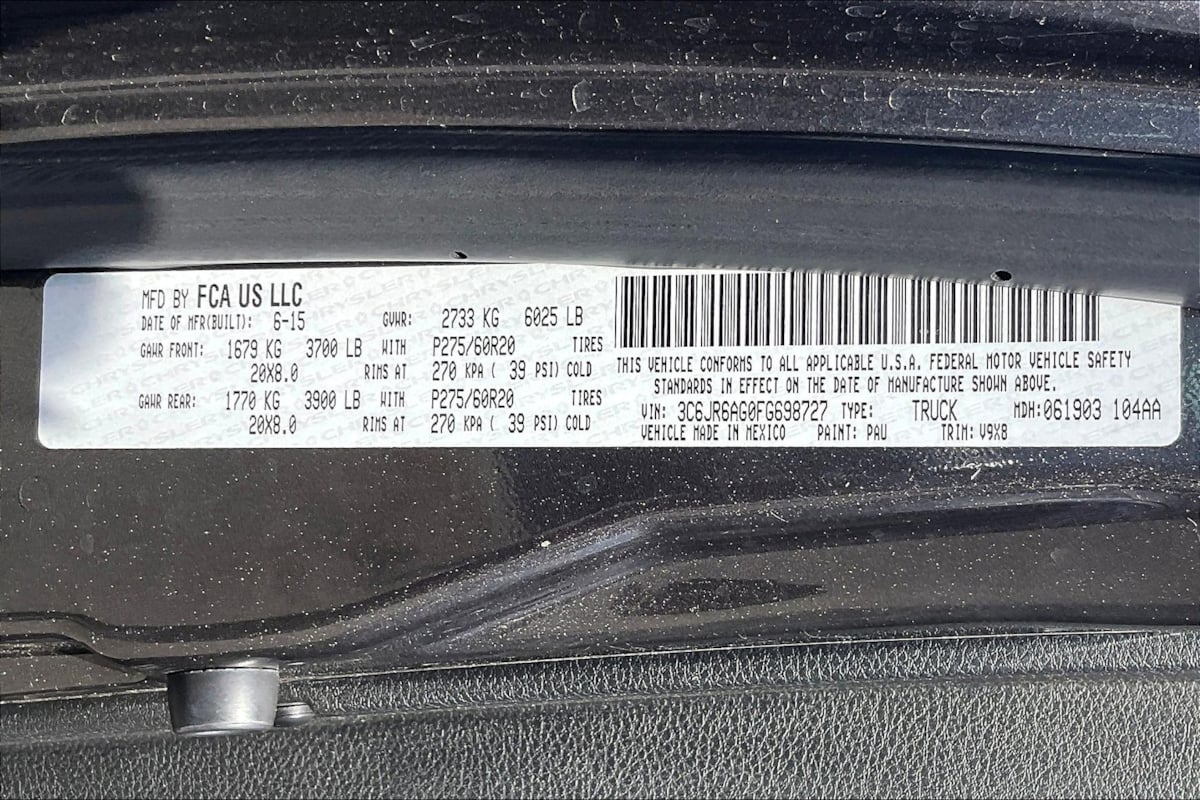 MFD BY FCA US LLC
DATE OF MFR(BUILT): 6-15 GVWR: 2733 KG 6025 LB
GAWR FRONT: 1679 KG 3700 LB WITH P275/60R20 TIRES
20X8.0 RIMS AT 270 KPA ( 39 PSI) COLD
GAWR REAR: 1770 KG 3900 LB WITH P275/60R20 TIRES
20X8.0 RIMS AT 270 KPA ( 39 PSI) COLD
THIS VEHICLE CONFORMS TO ALL APPLICABLE U.S.A. FEDERAL MOTOR VEHICLE SAFETY
STANDARDS IN EFFECT ON THE DATE OF MANUFACTURE SHOWN ABOVE.
VIN: 3C6JR6AG0FG698727 TYPE: TRUCK MDH: 061903 104AA
VEHICLE MADE IN MEXICO PAINT: PAU TRIM: V9X8